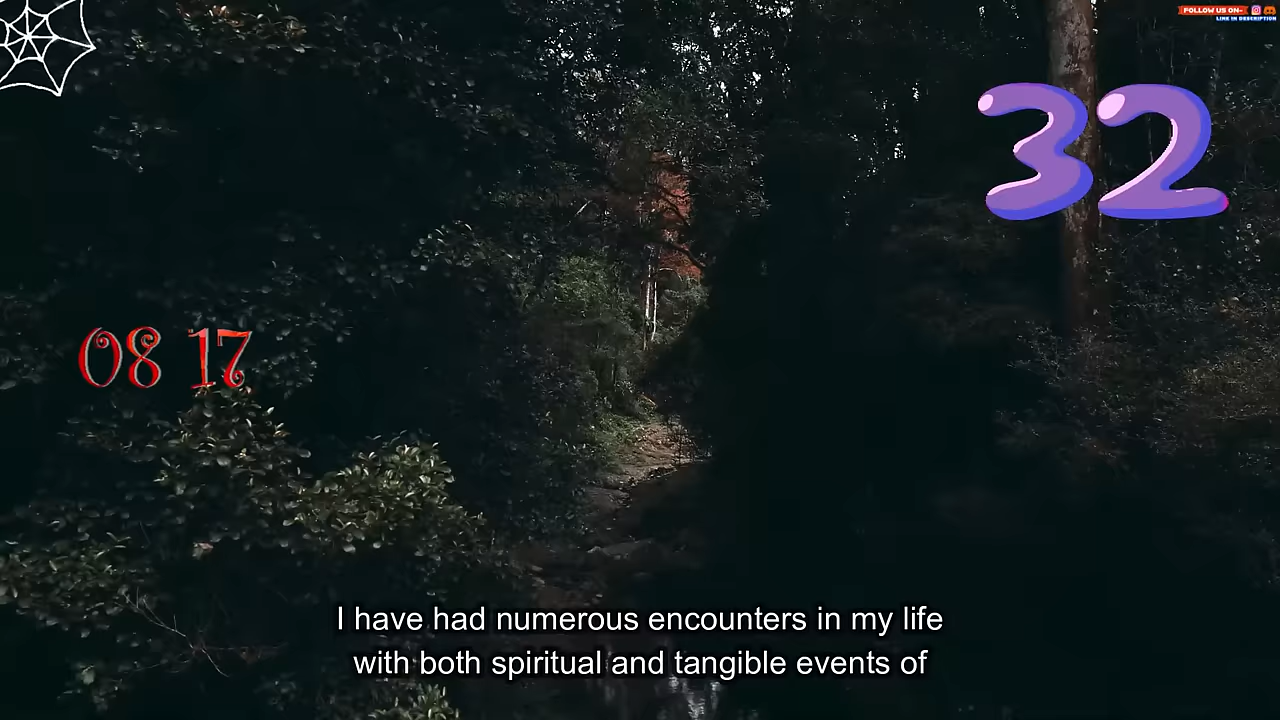 FOLLOW US ON-
LINK IN DESCRIPTION
32
08 17
I have had numerous encounters in my life
with both spiritual and tangible events of